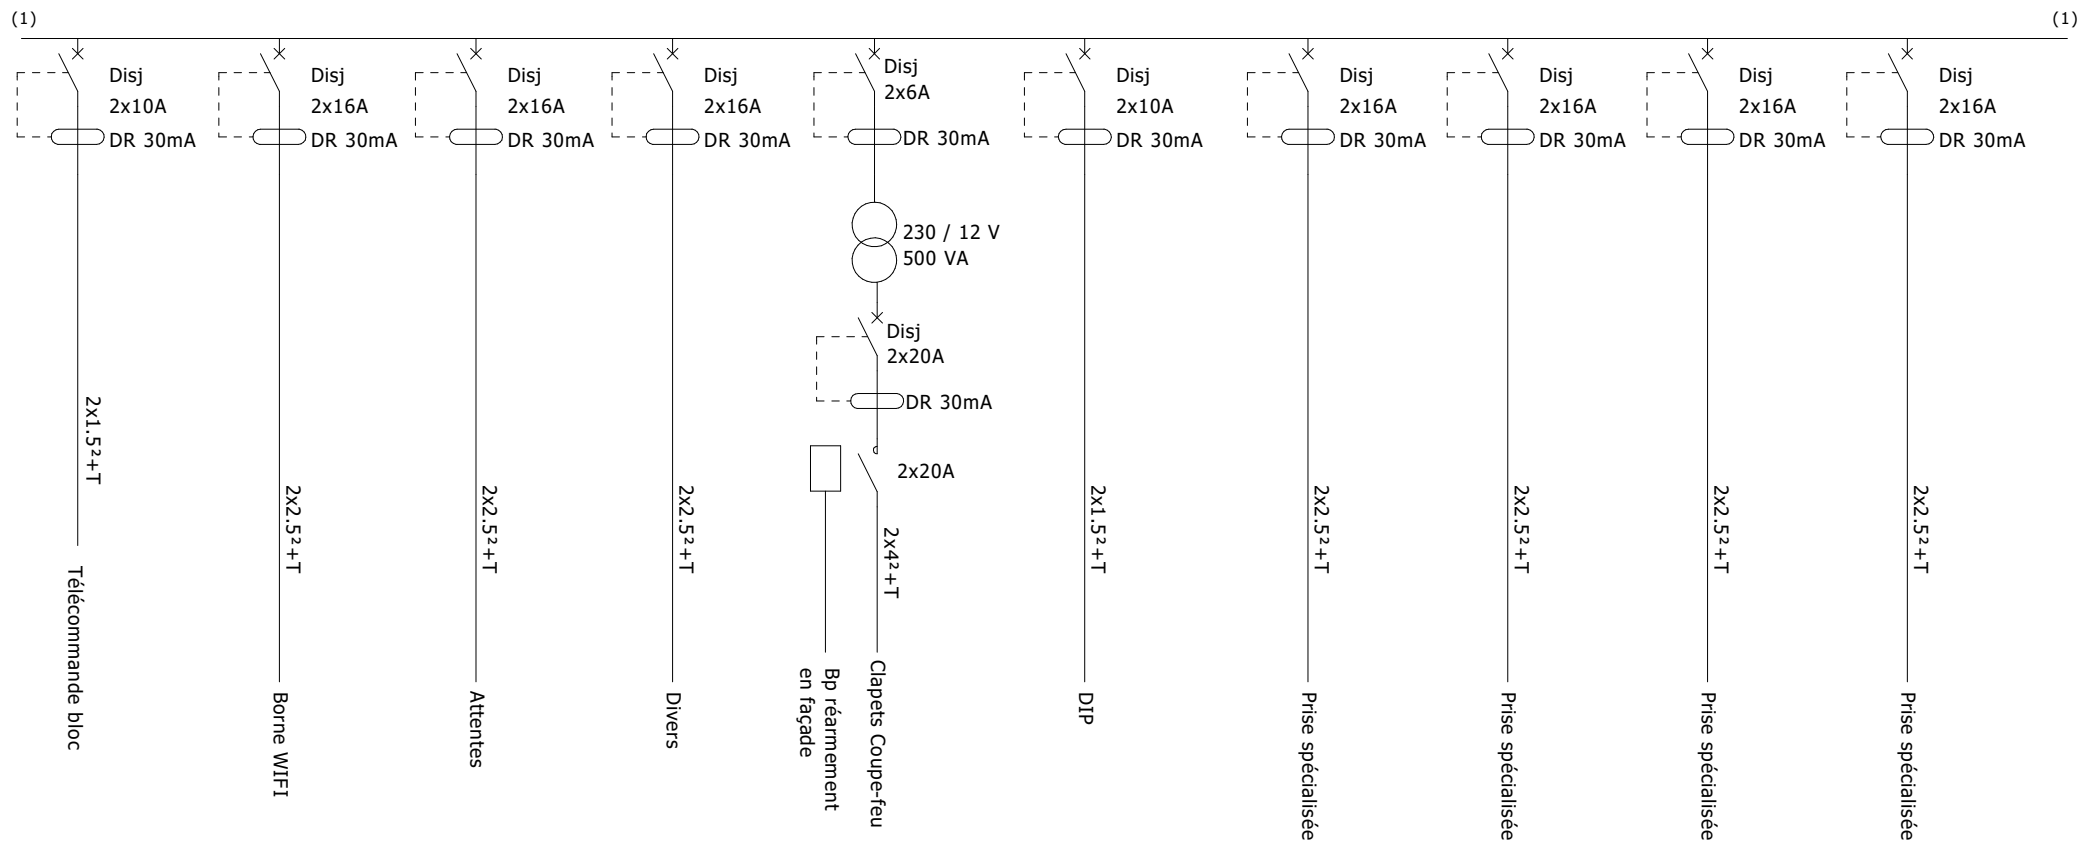 (1)
(1)
Disj
2x10A
DR 30mA
2x1.5²+T
Télécommande bloc
Disj
2x16A
DR 30mA
2x2.5²+T
Borne WIFI
Disj
2x16A
DR 30mA
2x2.5²+T
Attentes
Disj
2x16A
DR 30mA
2x2.5²+T
Divers
Disj
2x6A
DR 30mA
230 / 12 V
500 VA
Disj
2x20A
DR 30mA
2x20A
2x4²+T
Clapets Coupe-feu
Bp réarmement
en façade
Disj
2x10A
DR 30mA
2x1.5²+T
DIP
Disj
2x16A
DR 30mA
2x2.5²+T
Prise spécialisée
Disj
2x16A
DR 30mA
2x2.5²+T
Prise spécialisée
Disj
2x16A
DR 30mA
2x2.5²+T
Prise spécialisée
Disj
2x16A
DR 30mA
2x2.5²+T
Prise spécialisée